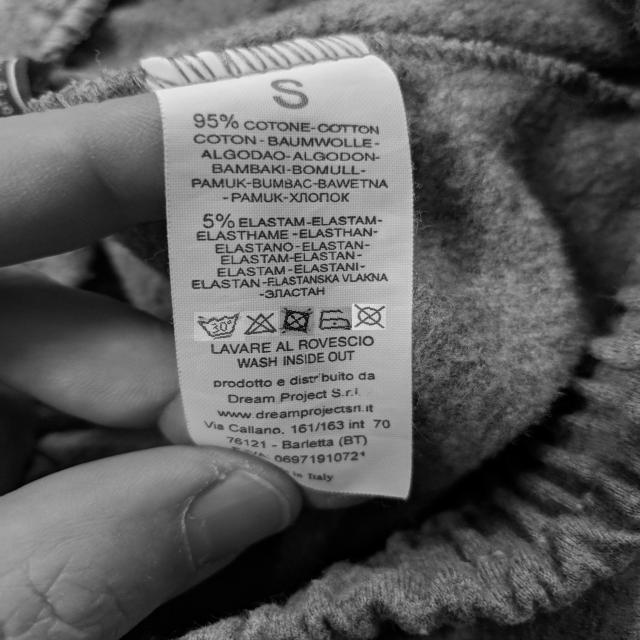 S
95% COTONE-COTTON
COTON-BAUMWOLLE-
ALGODAO-ALGODON-
BAMBAKI-BOMULL-
PAMUK-BUMBAC-BAWETNA
-PAMUK-ХЛОПОК
5% ELASTAM-ELASTAM-
ELASTHAME-ELASTHAN-
ELASTANO-ELASTAN-
ELASTAM-ELASTAN-
ELASTAM-ELASTANI-
ELASTAN-ELASTANSKA VLAKNA
-ЭЛАСТАН
30
LAVARE AL ROVESCIO
WASH INSIDE OUT
prodotto e distribuito da
Dream Project S.r.l.
www.dreamprojectsrl.it
Via Callano, 161/163 int 70
76121 - Barletta (BT)
06971910721
Italy